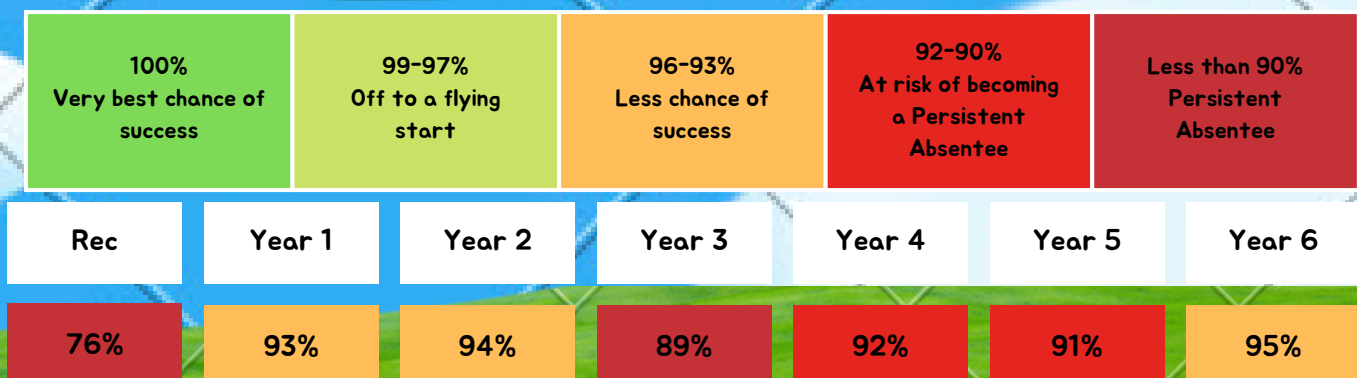 100%
Very best chance of
success
99-97%
Off to a flying
start
96-93%
Less chance of
success
92-90%
At risk of becoming
a Persistent
Absentee
Less than 90%
Persistent
Absentee
Rec
Year 1
Year 2
Year 3
Year 4
Year 5
Year 6
76%
93%
94%
89%
92%
91%
95%